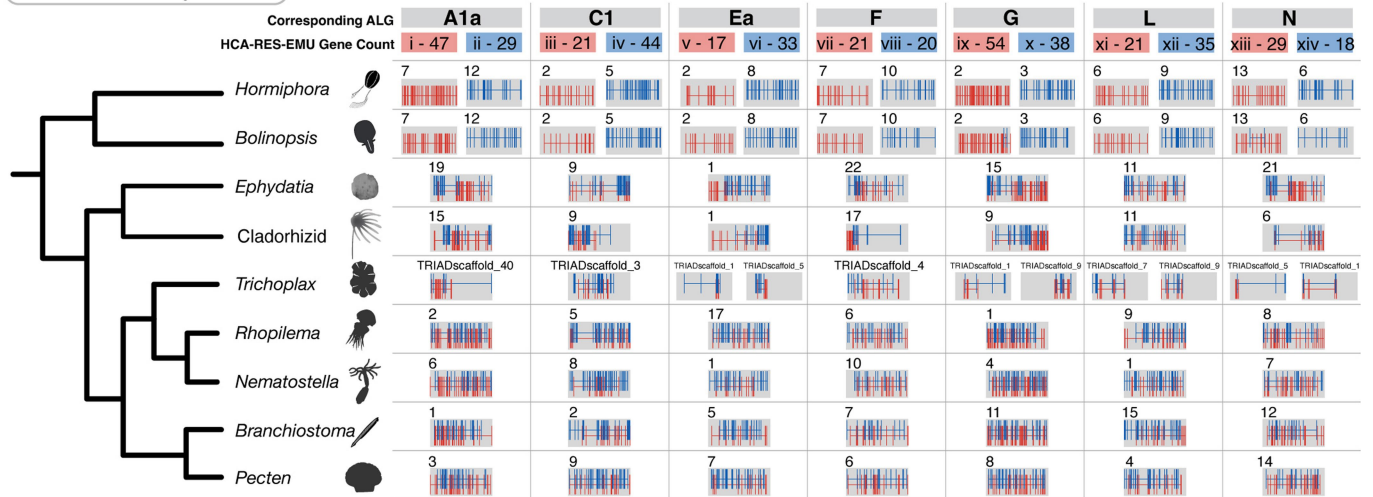 Corresponding ALG A1a C1 Ea F G L N
HCA-RES-EMU Gene Count i - 47 ii - 29 iii - 21 iv - 44 v - 17 vi - 33 vii - 21 viii - 20 ix - 54 x - 38 xi - 21 xii - 35 xiii - 29 xiv - 18
Hormiphora 7 12 2 5 2 8 7 10 2 3 6 9 13 6
Bolinopsis 7 12 2 5 2 8 7 10 2 3 6 9 13 6
Ephydatia 19 9 1 22 15 11 21
Cladorhizid 15 9 1 17 9 11 6
Trichoplax TRIADscaffold_40 TRIADscaffold_3 TRIADscaffold_1 TRIADscaffold_5 TRIADscaffold_4 TRIADscaffold_1 TRIADscaffold_9 TRIADscaffold_7 TRIADscaffold_9 TRIADscaffold_5 TRIADscaffold_1
Rhopilema 2 5 17 6 1 9 8
Nematostella 6 8 1 10 4 1 7
Branchiostoma 1 2 5 7 11 15 12
Pecten 3 9 7 6 8 4 14